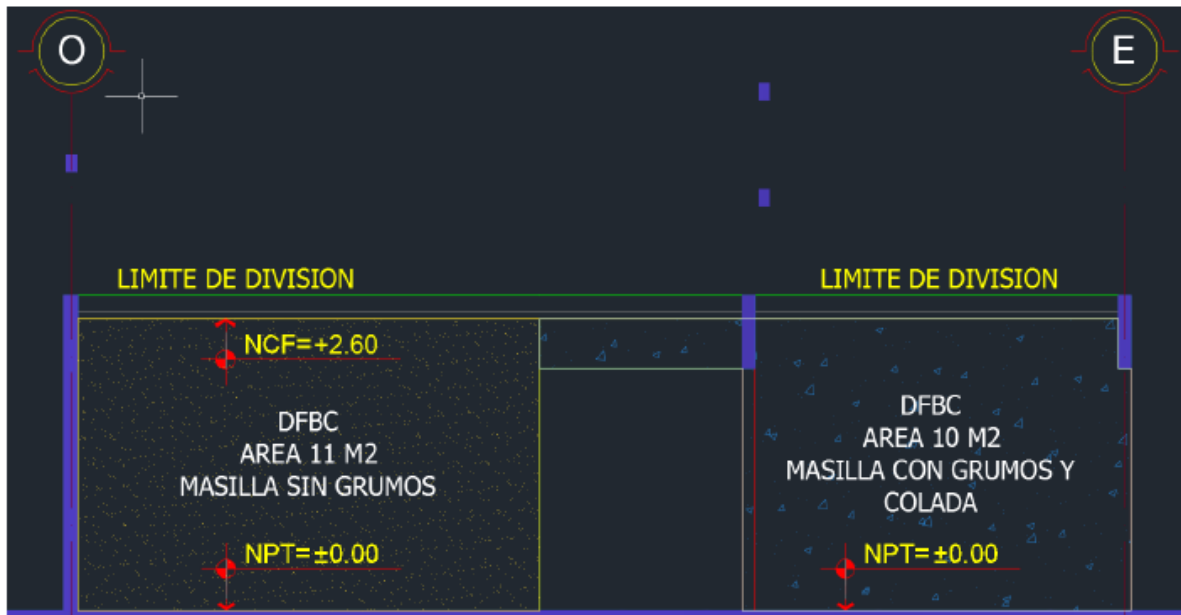 O
E
LIMITE DE DIVISION
LIMITE DE DIVISION
NCF=+2.60
DFBC
AREA 11 M2
MASILLA SIN GRUMOS
DFBC
AREA 10 M2
MASILLA CON GRUMOS Y
COLADA
NPT=±0.00
NPT=±0.00